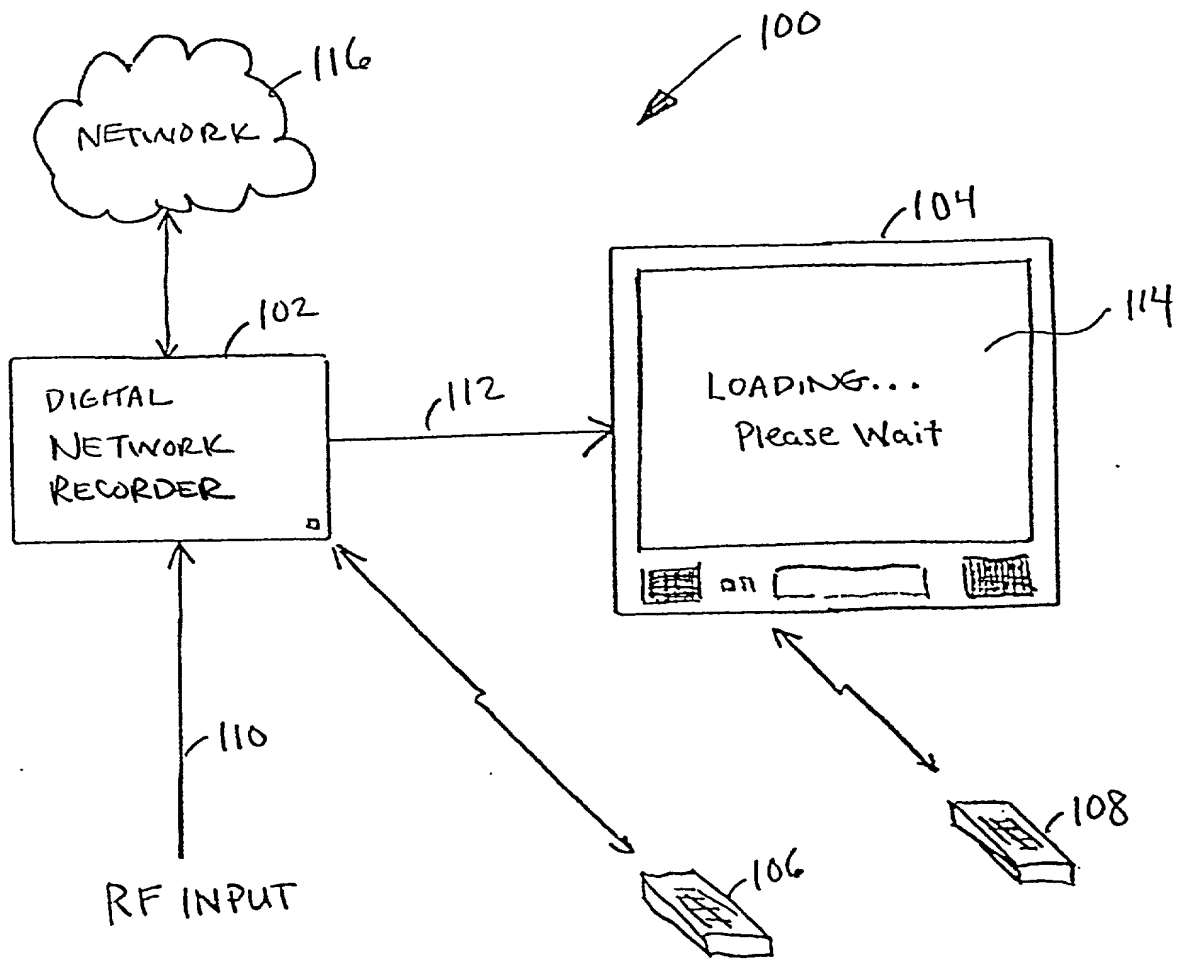 100
116
NETWORK
104
102
114
DIGITAL
NETWORK
RECORDER
112
LOADING...
Please Wait
110
108
106
RF INPUT